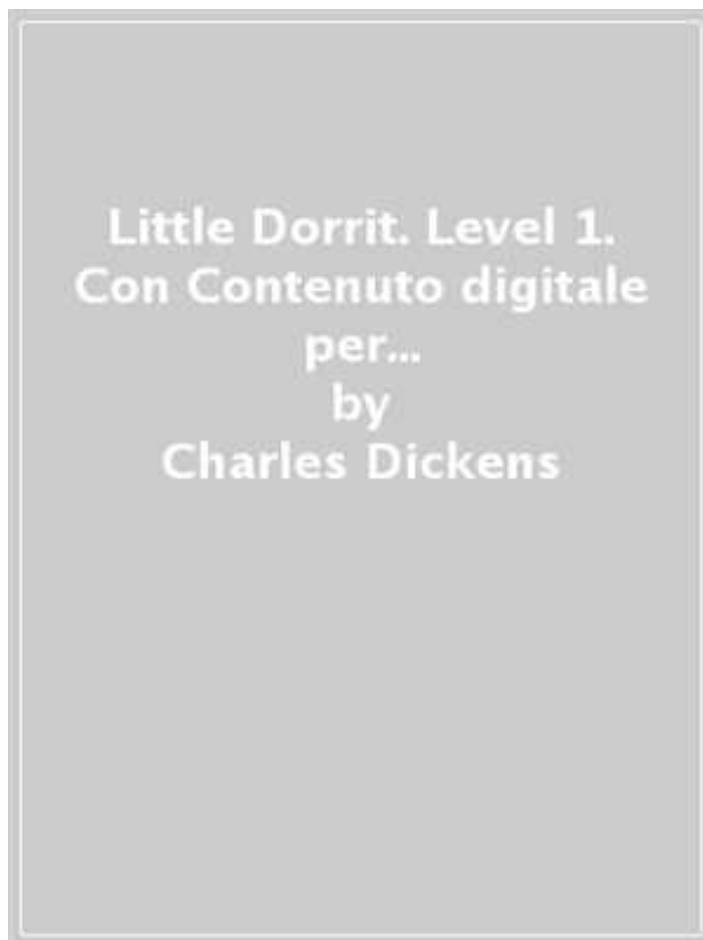 Little Dorrit. Level 1.
Con Contenuto digitale
per...
by
Charles Dickens